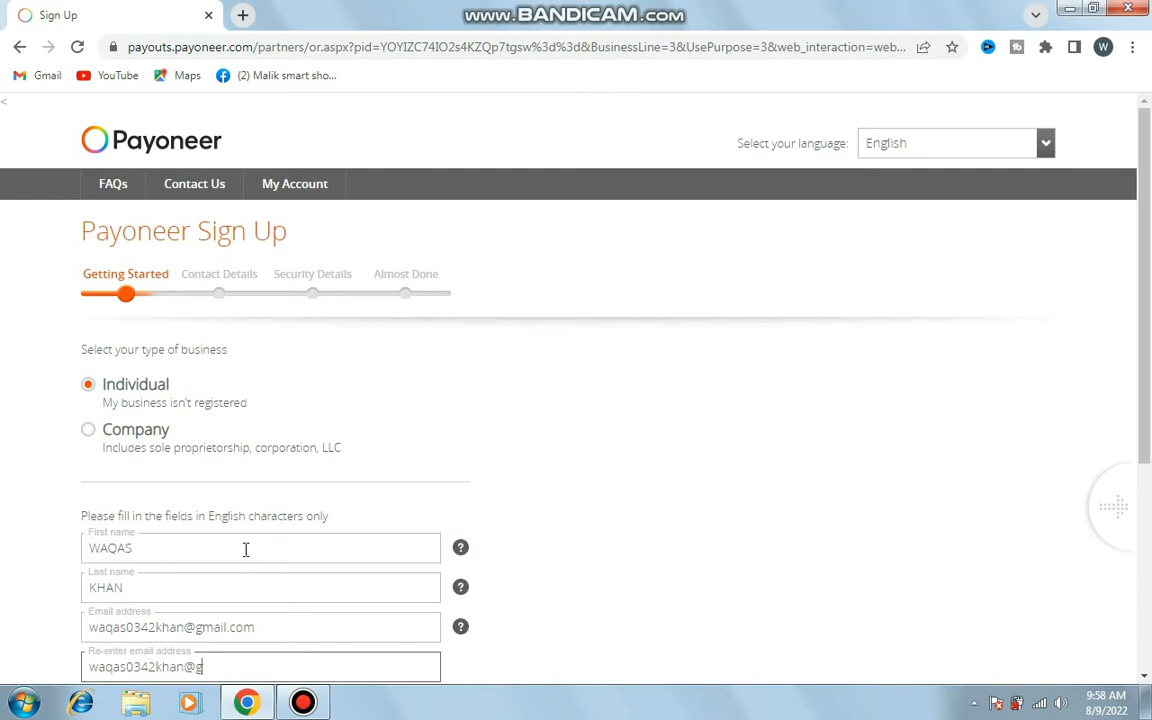 Sign Up
www.BANDICAM.com
payouts.payoneer.com/partners/or.aspx?pid=YOYIZC74IO2s4KZQp7tgsw%3d%3d&BusinessLine=3&UsePurpose=3&web_interaction=web...
W
Gmail
YouTube
Maps
(2) Malik smart sho...
<
Payoneer
Select your language:
English
FAQs
Contact Us
My Account
Payoneer Sign Up
Getting Started
Contact Details
Security Details
Almost Done
Select your type of business
Individual
My business isn't registered
Company
Includes sole proprietorship, corporation, LLC
Please fill in the fields in English characters only
First name
WAQAS
?
Last name
KHAN
?
Email address
waqas0342khan@gmail.com
?
Re-enter email address
waqas0342khan@g
9:58 AM
8/9/2022